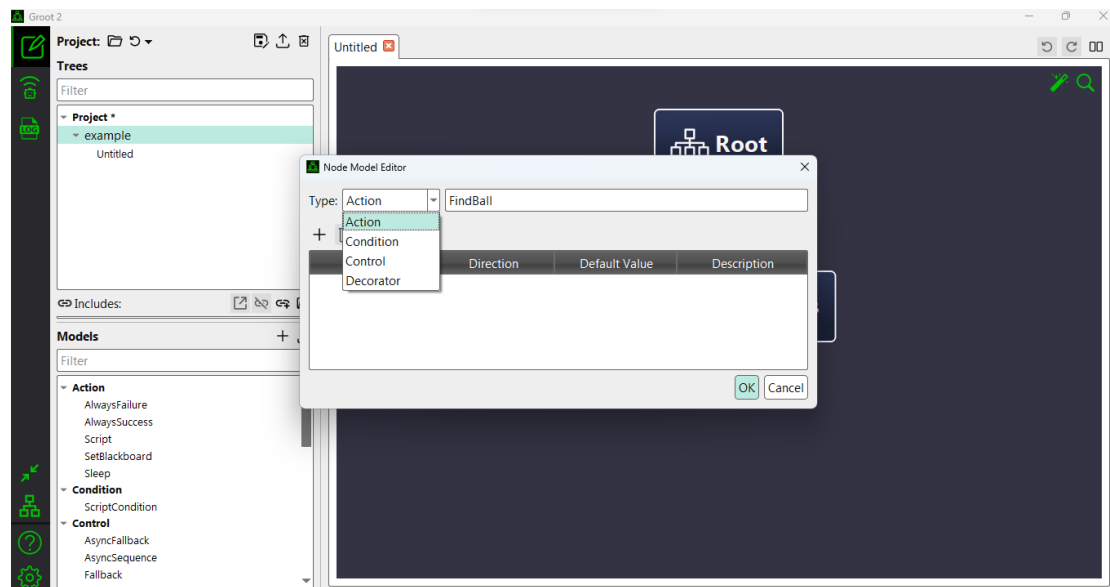 Groot 2
Project:
Trees
Filter
Project *
example
Untitled
Includes:
Models
Filter
Action
AlwaysFailure
AlwaysSuccess
Script
SetBlackboard
Sleep
Condition
ScriptCondition
Control
AsyncFallback
AsyncSequence
Fallback
LOG
Untitled
Root
Node Model Editor
Type: Action FindBall
Action
Condition
Control
Decorator
Direction Default Value Description
OK Cancel